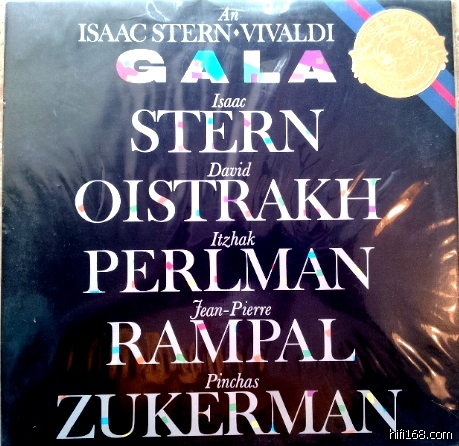 An
ISAAC STERN·VIVALDI
GALA
Isaac
STERN
David
OISTRAKH
Itzhak
PERLMAN
Jean-Pierre
RAMPAL
Pinchas
ZUKERMAN
hifi168.com